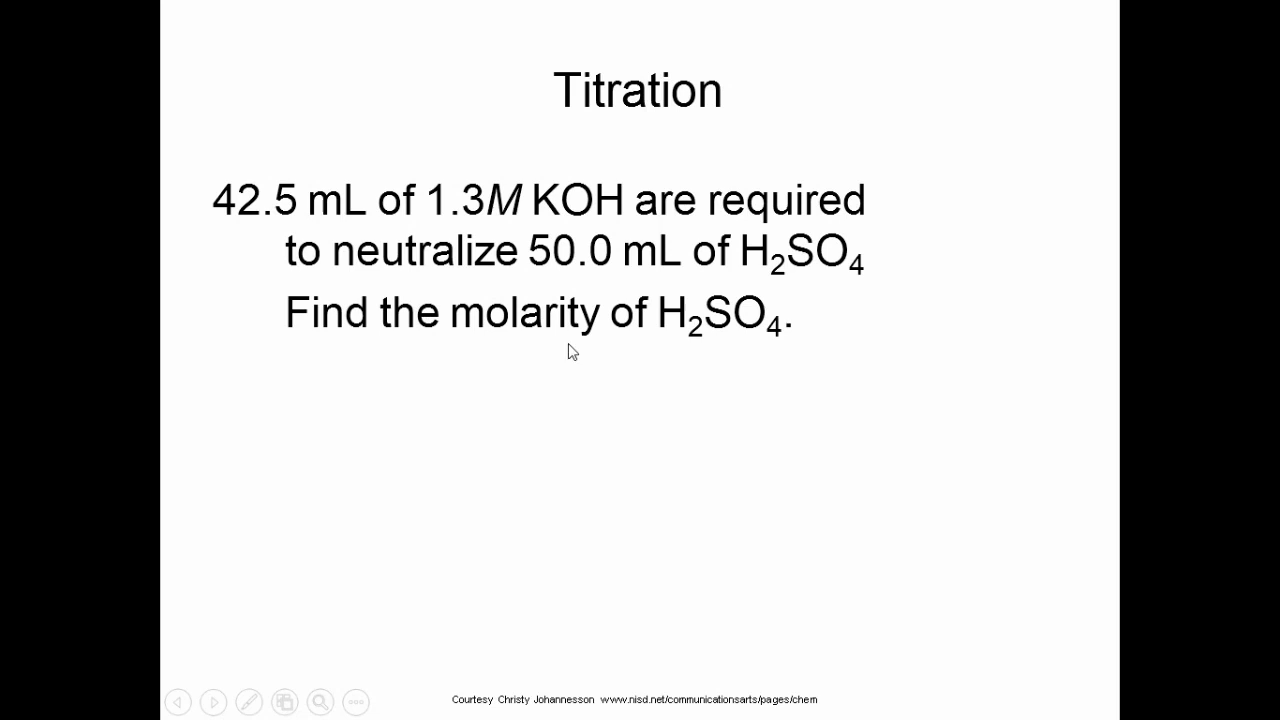 Titration
42.5 mL of 1.3M KOH are required
to neutralize 50.0 mL of H₂SO₄
Find the molarity of H₂SO₄.
Courtesy Christy Johannesson www.nisd.net/communicationsarts/pages/chem